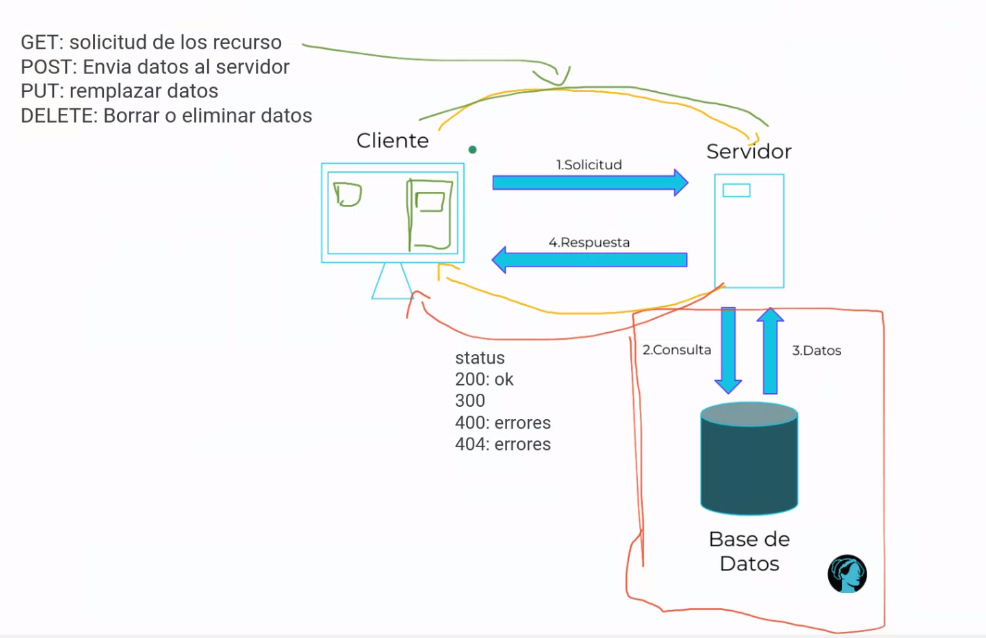 GET: solicitud de los recurso
POST: Envia datos al servidor
PUT: remplazar datos
DELETE: Borrar o eliminar datos
Cliente
Servidor
1.Solicitud
4.Respuesta
2.Consulta
3.Datos
status
200: ok
300
400: errores
404: errores
Base de
Datos